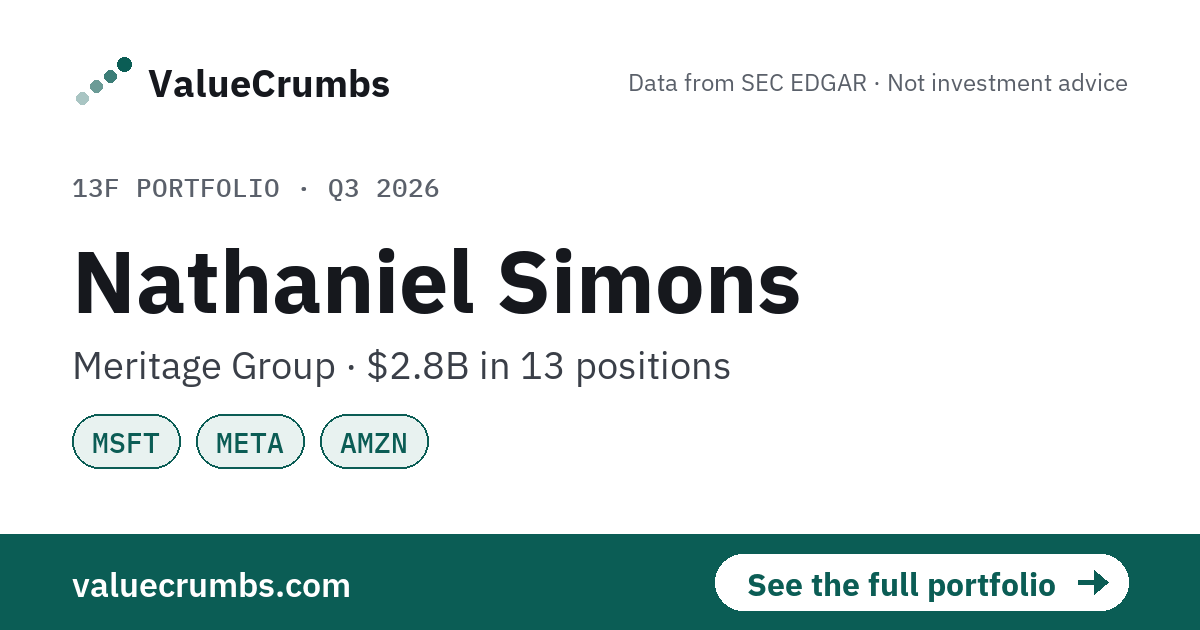 ValueCrumbs
Data from SEC EDGAR · Not investment advice
13F PORTFOLIO · Q3 2026
Nathaniel Simons
Meritage Group · $2.8B in 13 positions
MSFT META AMZN
valuecrumbs.com
See the full portfolio